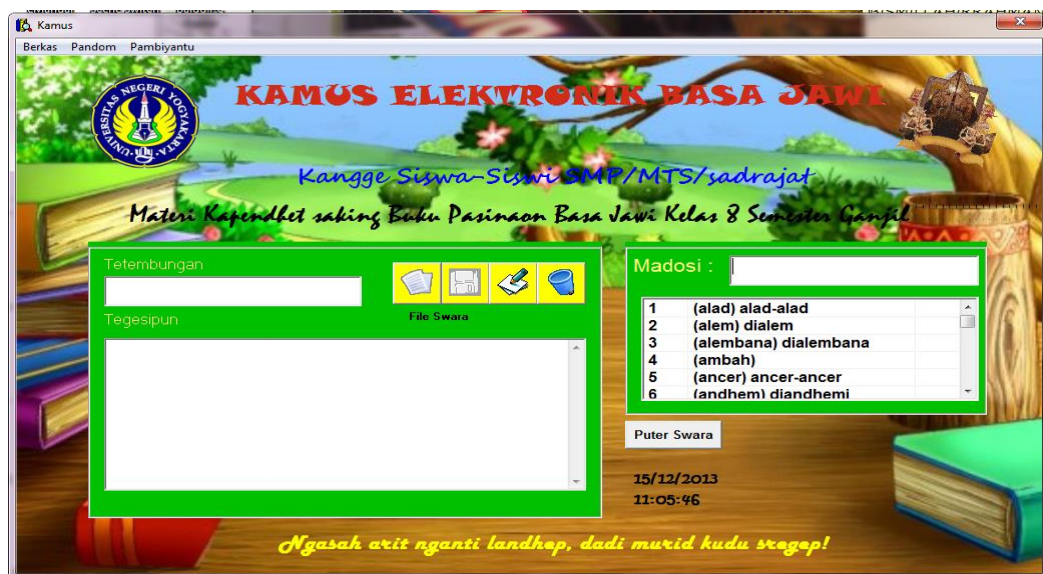 Kamus
Berkas Pandom Pambiyantu
UNIVERSITAS NEGERI YOGYAKARTA
KAMUS ELEKTRONIK BASA JAWI
Kangge Siswa-Siswi SMP/MTS/sadrajat
Materi Kapendhet saking Buku Pasinaon Basa Jawi Kelas 8 Semester Ganjil
Tetembungan
File Swara
Tegesipun
Madosi :
1 (alad) alad-alad
2 (alem) dialem
3 (alembana) dialembana
4 (ambah)
5 (ancer) ancer-ancer
6 (andhem) diandhemi
Puter Swara
15/12/2013
11:05:46
Ngasah arit nganti landhep, dadi murid kudu sregep!